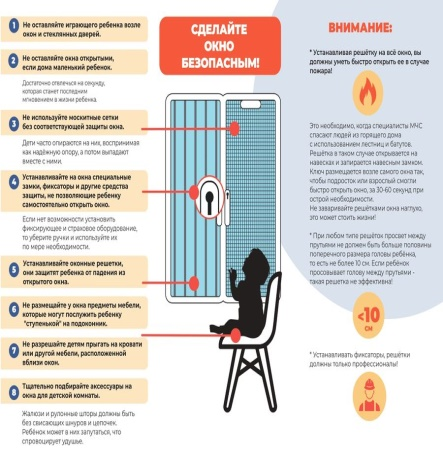 1 Не оставляйте играющего ребенка возле
окон и стеклянных дверей.
2 Не оставляйте окна открытыми,
если дома маленький ребенок.
Достаточно отвлечься на секунду,
которая станет последним
мгновением в жизни ребенка.
3 Не используйте москитные сетки
без соответствующей защиты окна.
Дети часто опираются на них, воспринимая
как надёжную опору, а потом выпадают
вместе с ними.
4 Устанавливайте на окна специальные
замки, фиксаторы и другие средства
защиты, не позволяющие ребенку
самостоятельно открыть окно.
Если нет возможности установить
фиксирующее и страховое оборудование,
то уберите ручки и используйте их
по мере необходимости.
5 Устанавливайте оконные решетки,
они защитят ребенка от падения из
открытого окна.
6 Не размещайте у окна предметы мебели,
которые могут послужить ребенку
"ступенькой" на подоконник.
7 Не разрешайте детям прыгать на кровати
или другой мебели, расположенной
вблизи окон.
8 Тщательно подбирайте аксессуары на
окна для детской комнаты.
Жалюзи и рулонные шторы должны быть
без свисающих шнуров и цепочек.
Ребёнок может в них запутаться, что
спровоцирует удушье.
СДЕЛАЙТЕ
ОКНО
БЕЗОПАСНЫМ!
ВНИМАНИЕ:
* Устанавливая решётку на всё окно, вы
должны уметь быстро открыть ее в случае
пожара!
Это необходимо, когда специалисты МЧС
спасают людей из горящего дома
с использованием лестниц и батутов.
Решётка в таком случае открывается на
навесках и запирается навесным замком.
Ключ размещается возле самого окна так,
чтобы подросток или взрослый смогли
быстро открыть окно, за 30-60 секунд при
острой необходимости.
Не заваривайте решётками окна наглухо,
это может стоить жизни!
* При любом типе решёток просвет между
прутьями не должен быть больше половины
поперечного размера головы ребёнка,
то есть не более 10 см. Если ребёнок
просовывает голову между прутьями -
такая решетка не эффективна!
<10
СМ
*Устанавливать фиксаторы, решётки
должны только профессионалы!